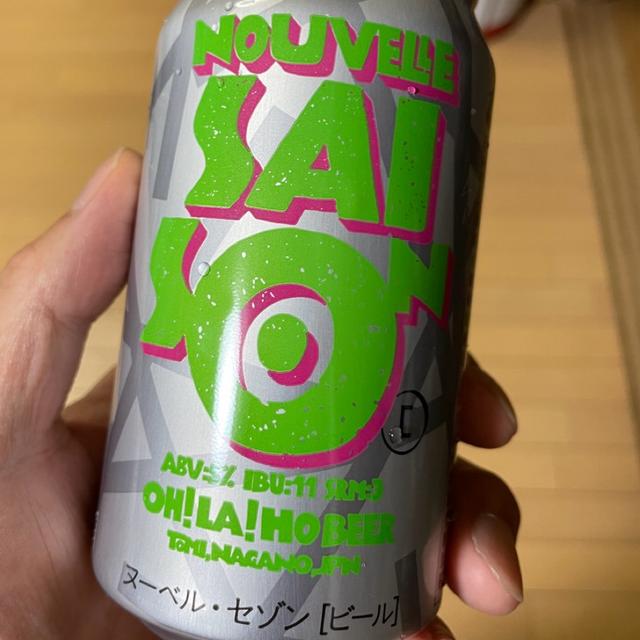 NOUVELLE
SAI
SON
ABV:5% IBU:11 SRM:3
OH!LA!HO BEER
TOMI, NAGANO, JPN
ヌーベル・セゾン [ビール]